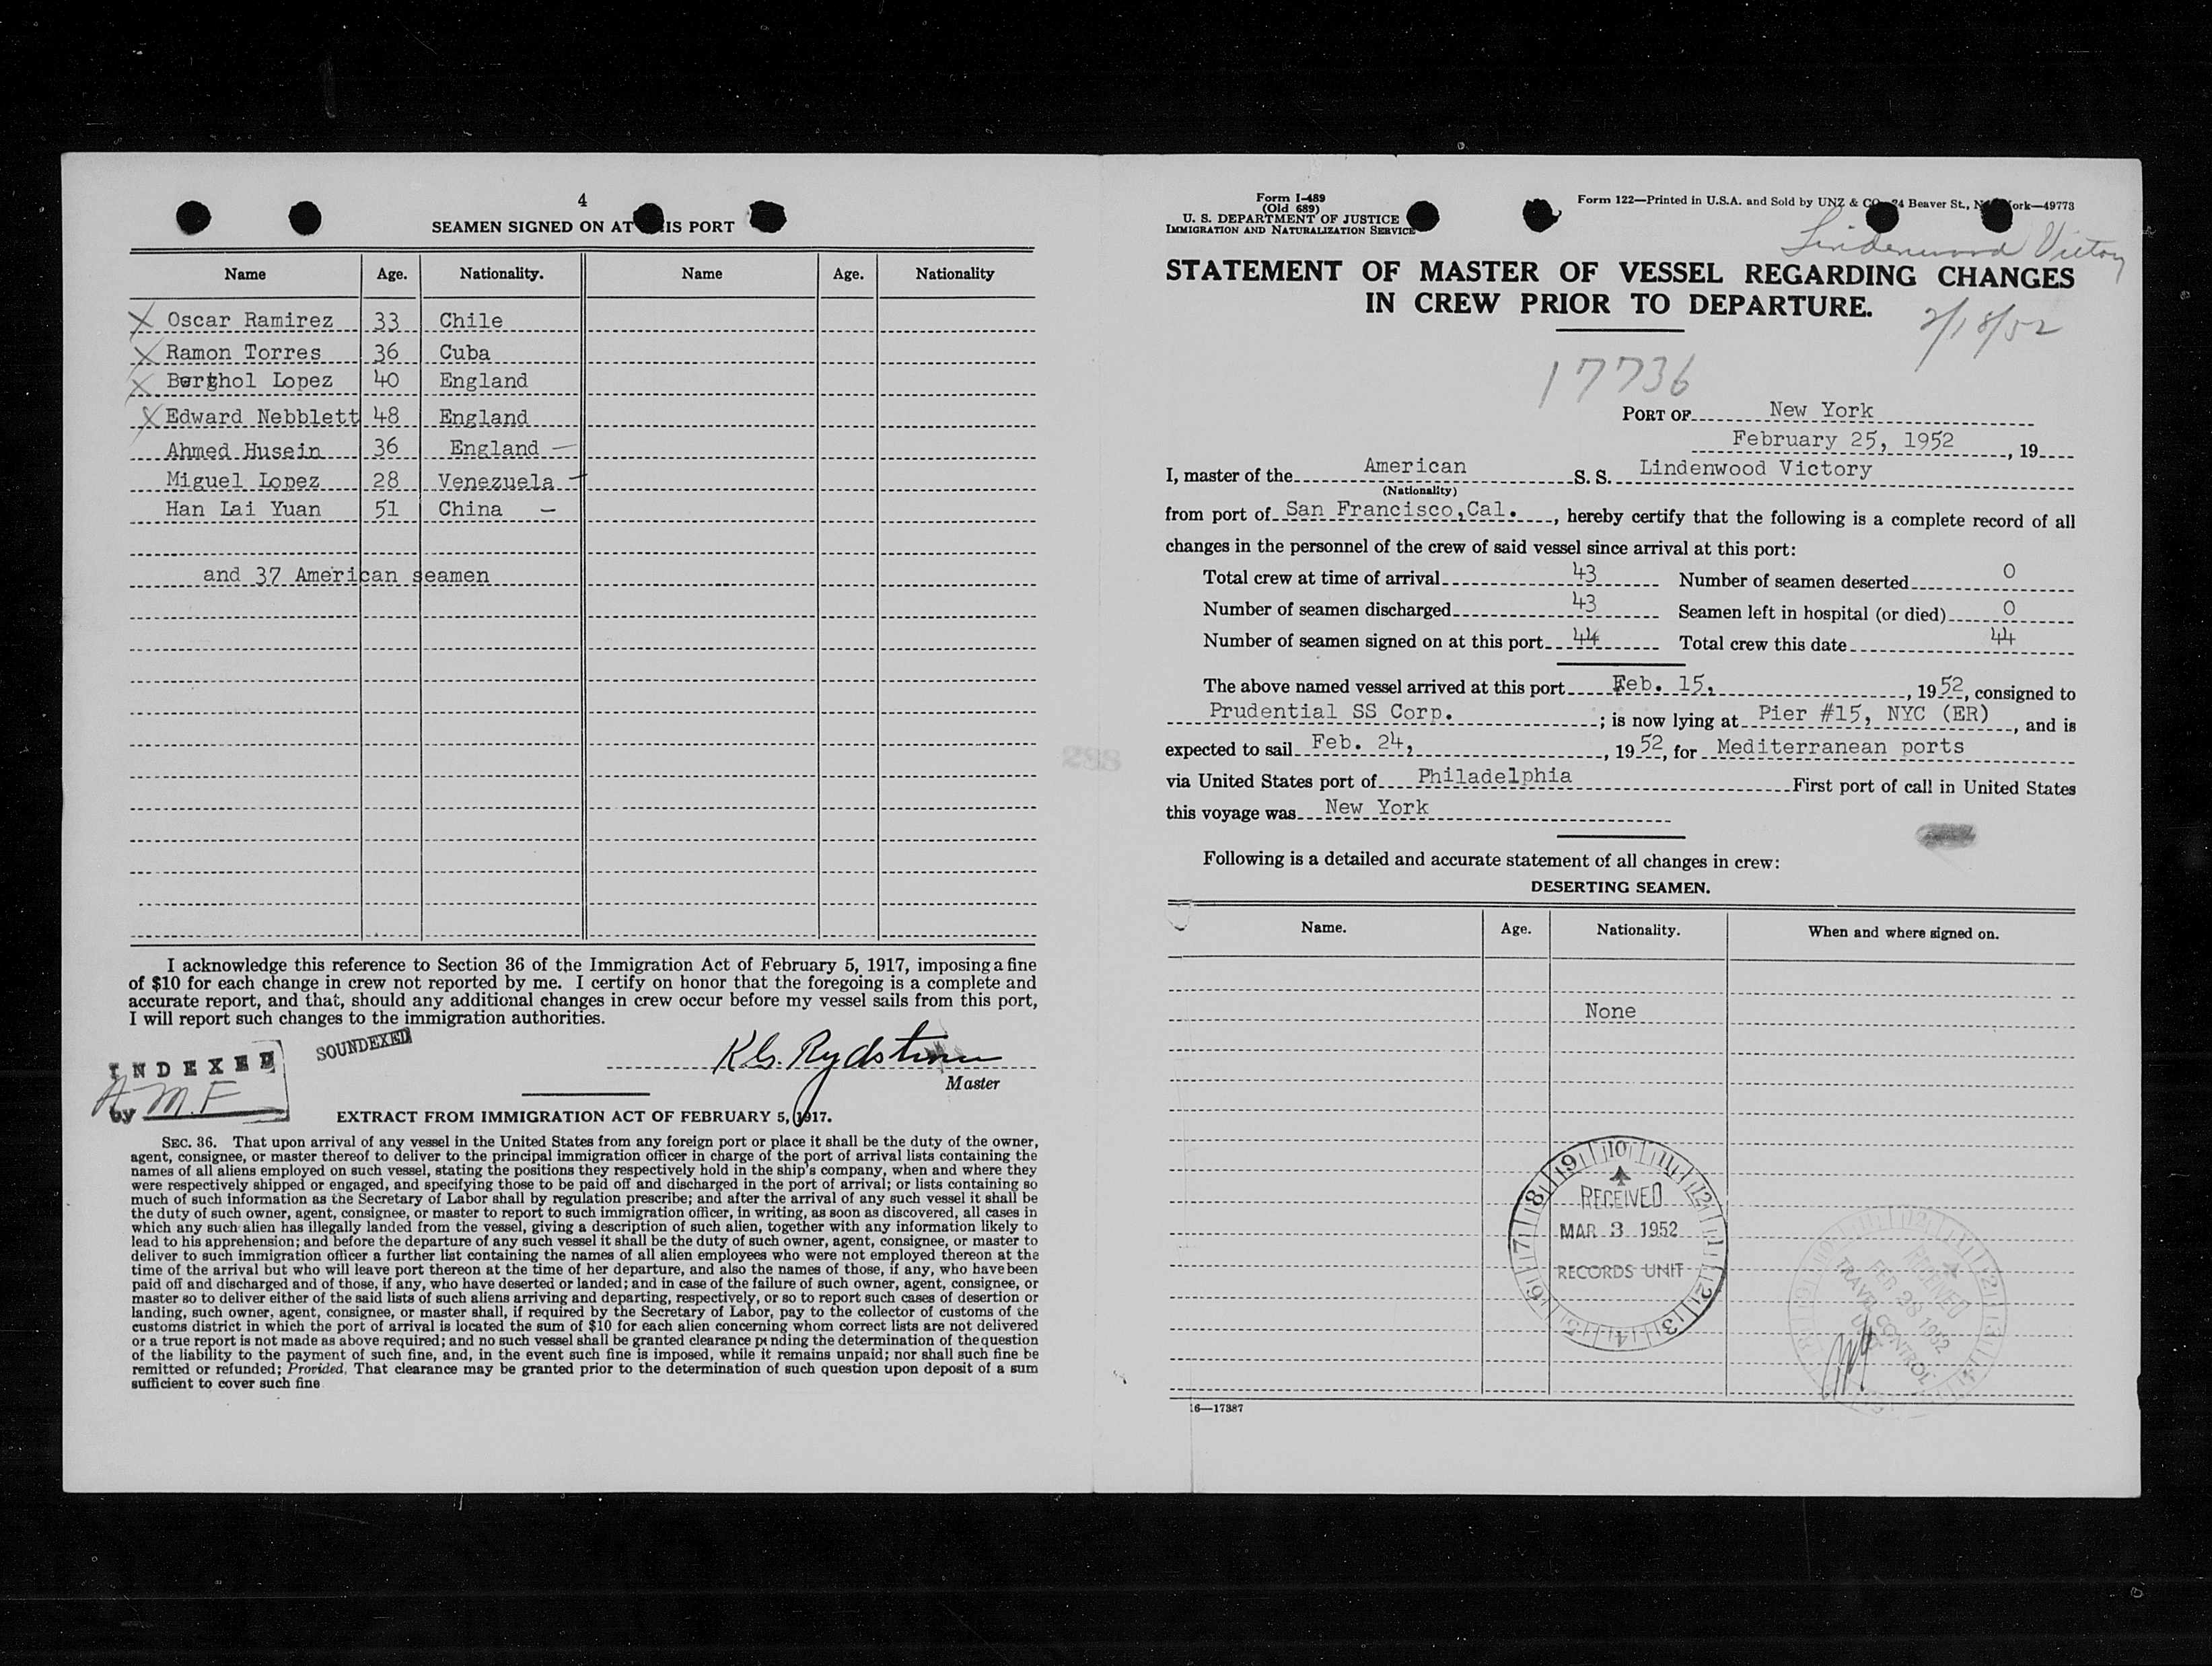 4
SEAMEN SIGNED ON AT THIS PORT
Name Age. Nationality. Name Age. Nationality
X Oscar Ramirez 33 Chile
X Ramon Torres 36 Cuba
X Berthol Lopez 40 England
X Edward Nebblett 48 England
Ahmed Husein 36 England —
Miguel Lopez 28 Venezuela —
Han Lai Yuan 51 China —
and 37 American seamen
I acknowledge this reference to Section 36 of the Immigration Act of February 5, 1917, imposing a fine
of $10 for each change in crew not reported by me. I certify on honor that the foregoing is a complete and
accurate report, and that, should any additional changes in crew occur before my vessel sails from this port,
I will report such changes to the immigration authorities.
SOUNDEXED
INDEXED
by A.M.F
K.G. Rydstrom
Master
EXTRACT FROM IMMIGRATION ACT OF FEBRUARY 5, 1917.
SEC. 36. That upon arrival of any vessel in the United States from any foreign port or place it shall be the duty of the owner,
agent, consignee, or master thereof to deliver to the principal immigration officer in charge of the port of arrival lists containing the
names of all aliens employed on such vessel, stating the positions they respectively hold in the ship's company, when and where they
were respectively shipped or engaged, and specifying those to be paid off and discharged in the port of arrival; or lists containing so
much of such information as the Secretary of Labor shall by regulation prescribe; and after the arrival of any such vessel it shall be
the duty of such owner, agent, consignee, or master to report to such immigration officer, in writing, as soon as discovered, all cases in
which any such alien has illegally landed from the vessel, giving a description of such alien, together with any information likely to
lead to his apprehension; and before the departure of any such vessel it shall be the duty of such owner, agent, consignee, or master to
deliver to such immigration officer a further list containing the names of all alien employees who were not employed thereon at the
time of the arrival but who will leave port thereon at the time of her departure, and also the names of those, if any, who have been
paid off and discharged and of those, if any, who have deserted or landed; and in case of the failure of such owner, agent, consignee, or
master so to deliver either of the said lists of such aliens arriving and departing, respectively, or so to report such cases of desertion or
landing, such owner, agent, consignee, or master shall, if required by the Secretary of Labor, pay to the collector of customs of the
customs district in which the port of arrival is located the sum of $10 for each alien concerning whom correct lists are not delivered
or a true report is not made as above required; and no such vessel shall be granted clearance pending the determination of the question
of the liability to the payment of such fine, and, in the event such fine is imposed, while it remains unpaid; nor shall such fine be
remitted or refunded; Provided, That clearance may be granted prior to the determination of such question upon deposit of a sum
sufficient to cover such fine
Form I-489
(Old 689)
U. S. DEPARTMENT OF JUSTICE
IMMIGRATION AND NATURALIZATION SERVICE
Form 122—Printed in U.S.A. and Sold by UNZ & CO., 24 Beaver St., New York—49773
Lindenwood Victory
STATEMENT OF MASTER OF VESSEL REGARDING CHANGES
IN CREW PRIOR TO DEPARTURE.
2/18/52
17736
PORT OF New York
February 25, 1952, 19
I, master of the American S. S. Lindenwood Victory
(Nationality)
from port of San Francisco, Cal., hereby certify that the following is a complete record of all
changes in the personnel of the crew of said vessel since arrival at this port:
Total crew at time of arrival 43 Number of seamen deserted 0
Number of seamen discharged 43 Seamen left in hospital (or died) 0
Number of seamen signed on at this port 44 Total crew this date 44
The above named vessel arrived at this port Feb. 15, , 1952, consigned to
Prudential SS Corp. ; is now lying at Pier #15, NYC (ER), and is
expected to sail Feb. 24, , 1952, for Mediterranean ports
via United States port of Philadelphia First port of call in United States
this voyage was New York
Following is a detailed and accurate statement of all changes in crew:
DESERTING SEAMEN.
Name. Age. Nationality. When and where signed on.
None
RECEIVED
MAR 3 1952
RECORDS UNIT
RECEIVED
FEB 28 1952
TRAVEL CONTROL
UNIT
16—17387